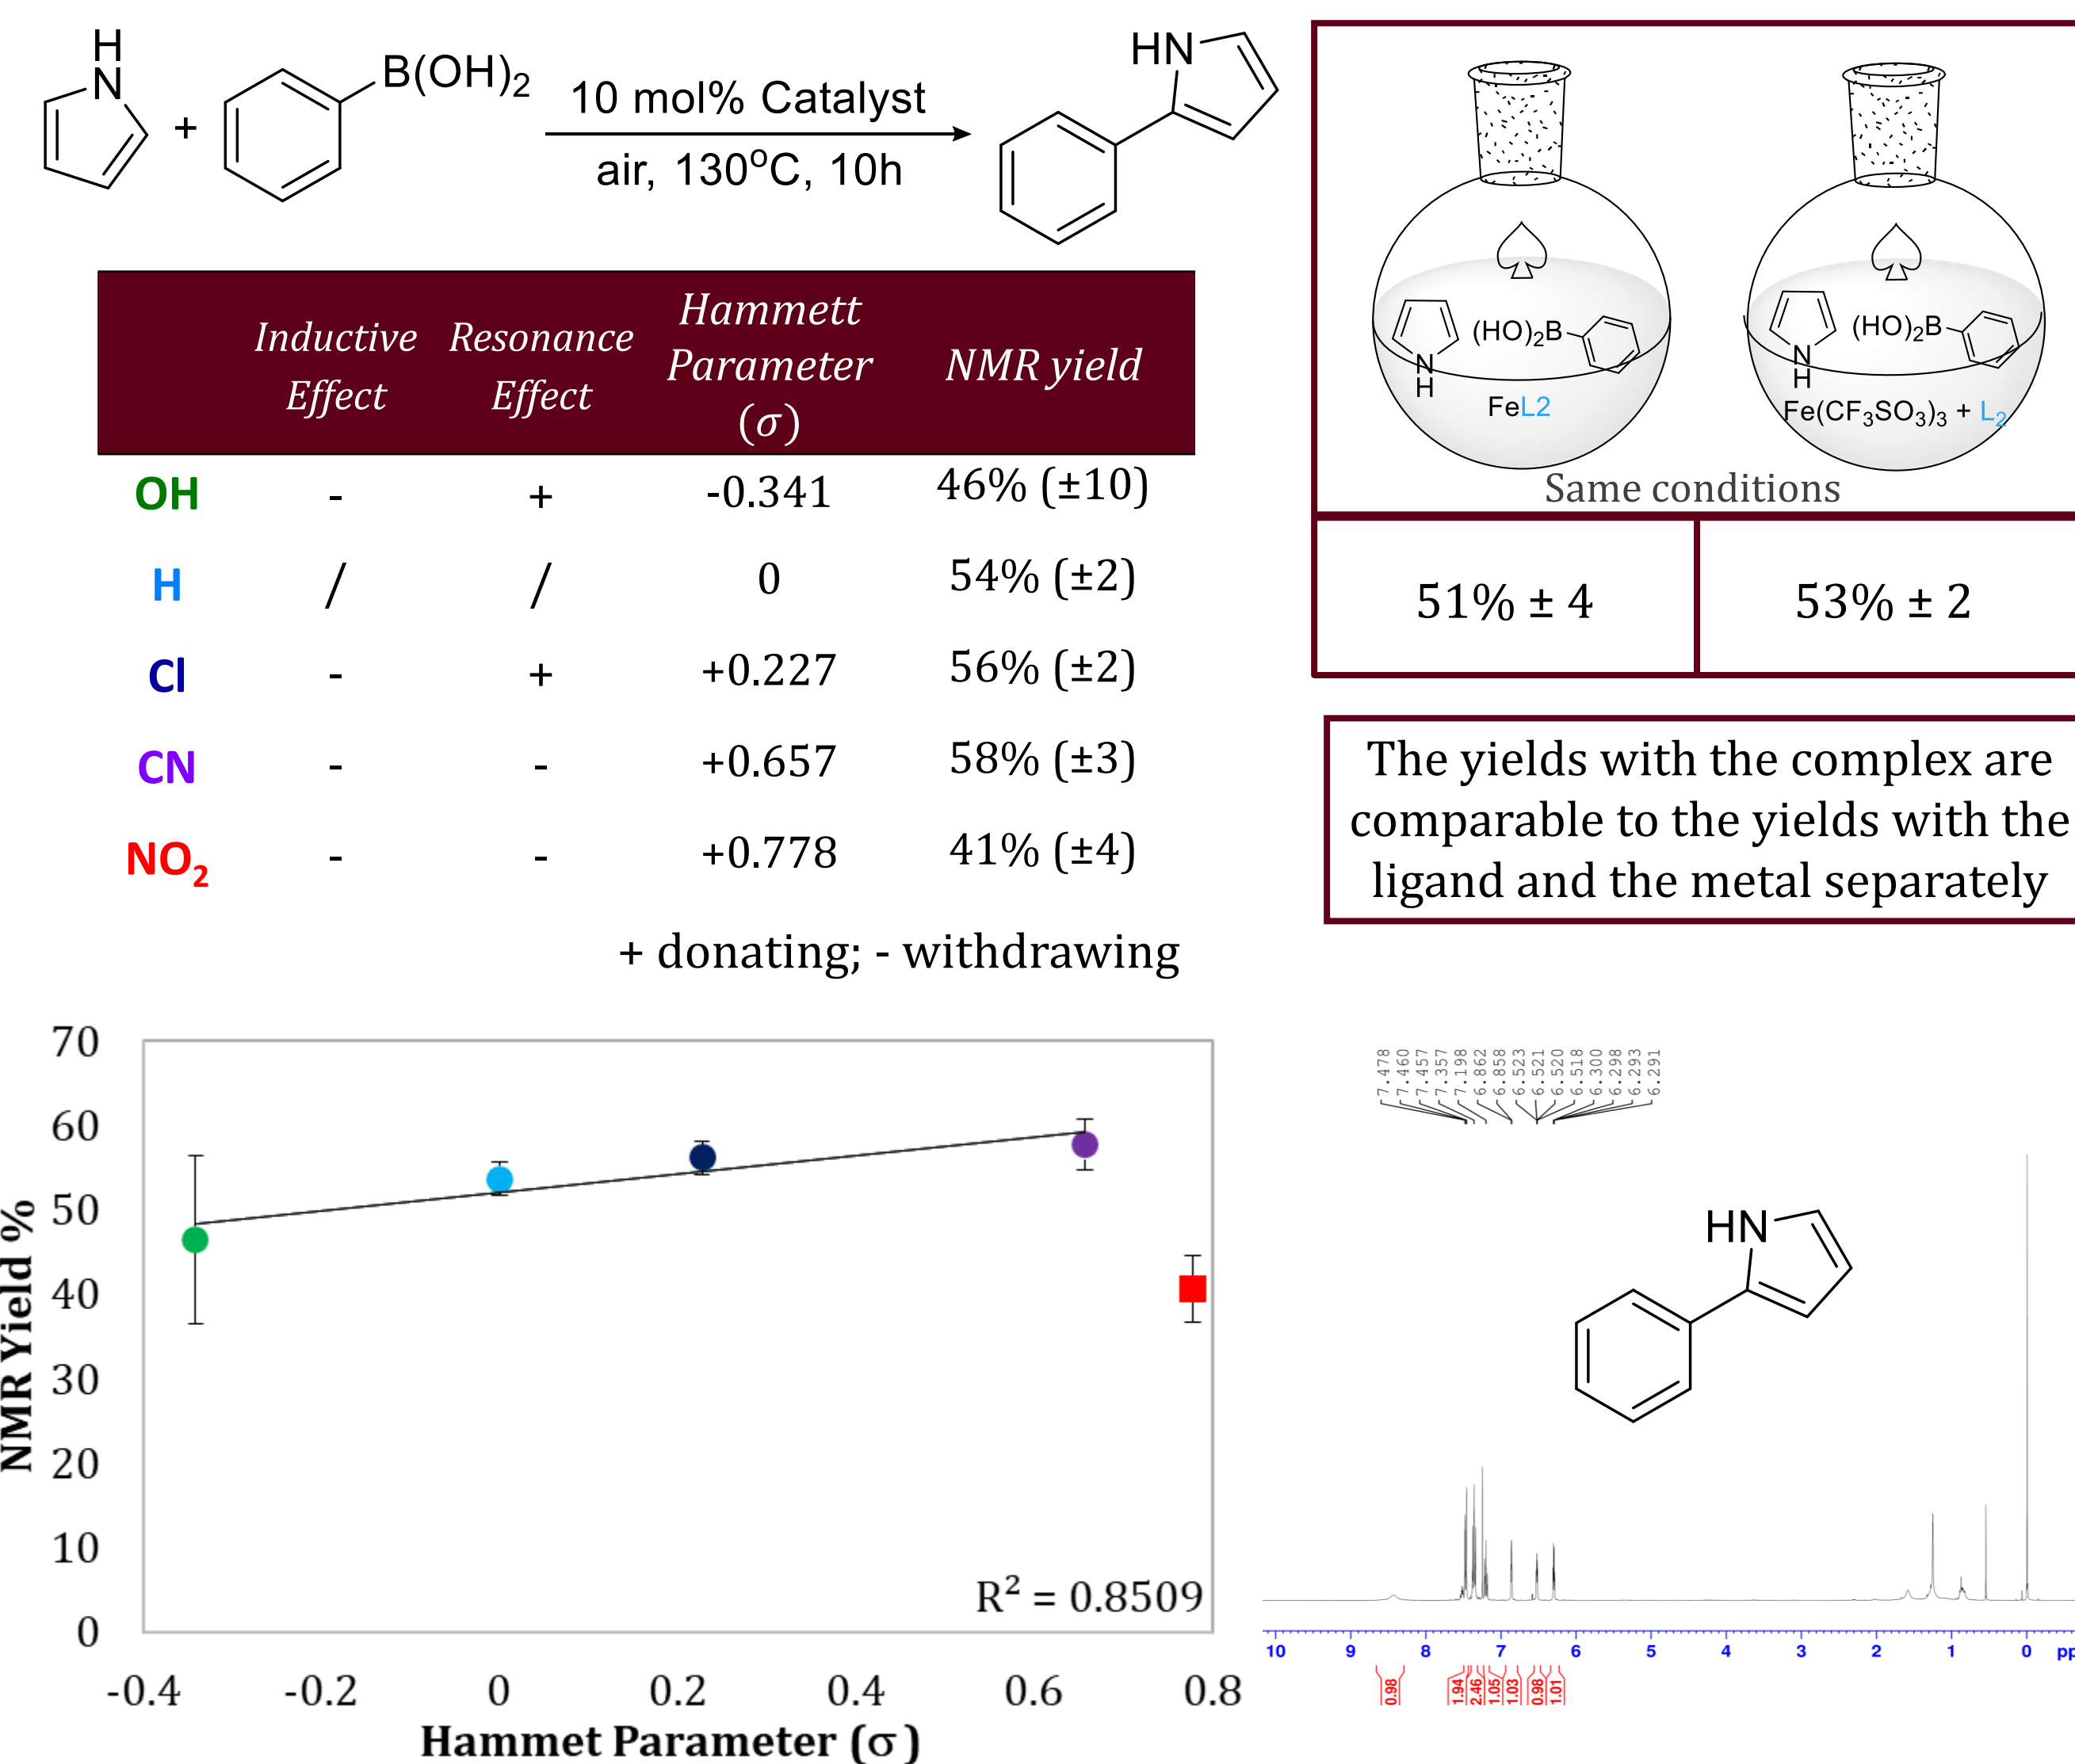 H
N
+
B(OH)2
10 mol% Catalyst
air, 130oC, 10h
HN
Inductive Effect
Resonance Effect
Hammett Parameter (σ)
NMR yield
OH - + -0.341 46% (±10)
H / / 0 54% (±2)
Cl - + +0.227 56% (±2)
CN - - +0.657 58% (±3)
NO2 - - +0.778 41% (±4)
+ donating; - withdrawing
N
H
(HO)2B
FeL2
N
H
(HO)2B
Fe(CF3SO3)3 + L2
Same conditions
51% ± 4
53% ± 2
The yields with the complex are
comparable to the yields with the
ligand and the metal separately
NMR Yield %
70
60
50
40
30
20
10
0
R² = 0.8509
-0.4 -0.2 0 0.2 0.4 0.6 0.8
Hammet Parameter (σ)
7.478
7.460
7.457
7.357
7.198
6.862
6.858
6.523
6.521
6.520
6.518
6.300
6.298
6.293
6.291
HN
10 9 8 7 6 5 4 3 2 1 0 pp
0.98
1.94
2.46
1.05
1.03
0.98
1.01